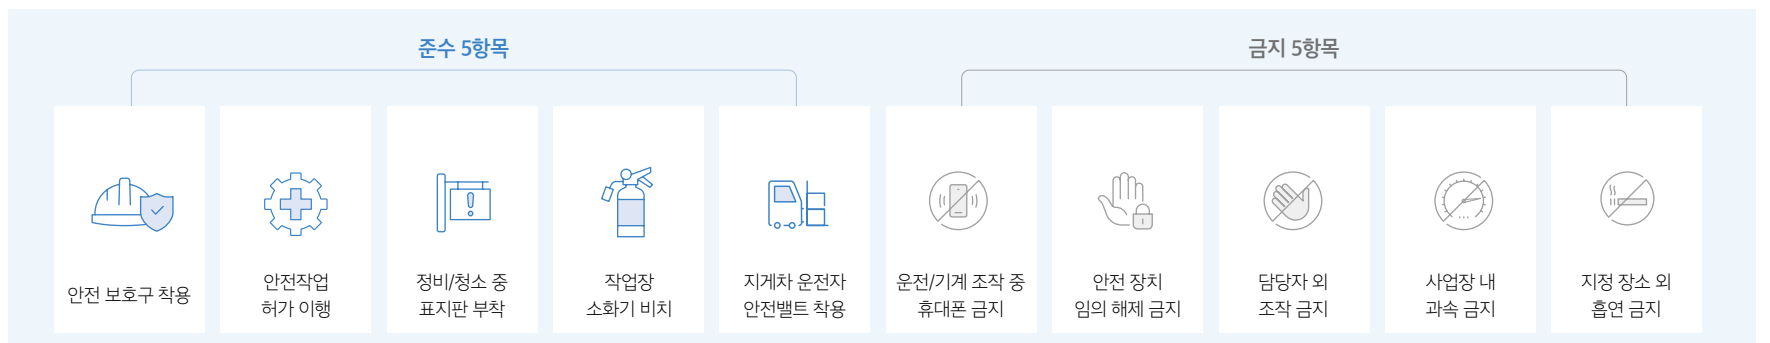 준수 5항목
금지 5항목
안전 보호구 착용
안전작업
허가 이행
정비/청소 중
표지판 부착
작업장
소화기 비치
지게차 운전자
안전밸트 착용
운전/기계 조작 중
휴대폰 금지
안전 장치
임의 해제 금지
담당자 외
조작 금지
사업장 내
과속 금지
지정 장소 외
흡연 금지